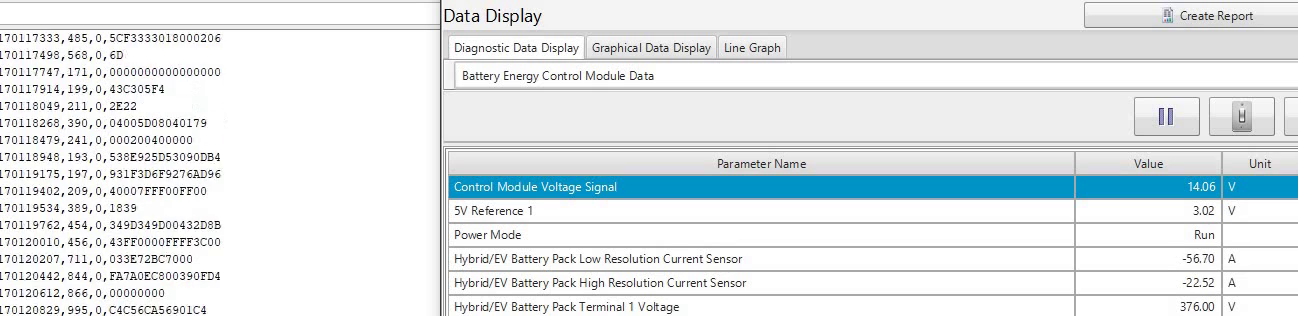 170117333,485,0,5CF3333018000206
170117498,568,0,6D
170117747,171,0,0000000000000000
170117914,199,0,43C305F4
170118049,211,0,2E22
170118268,390,0,04005D08040179
170118479,241,0,000200400000
170118948,193,0,538E925D53090DB4
170119175,197,0,931F3D6F9276AD96
170119402,209,0,40007FFF00FF00
170119534,389,0,1839
170119762,454,0,349D349D00432D8B
170120010,456,0,43FF0000FFFF3C00
170120207,711,0,033E72BC7000
170120442,844,0,FA7A0EC800390FD4
170120612,866,0,00000000
170120829,995,0,C4C56CA56901C4
Data Display
Create Report
Diagnostic Data Display Graphical Data Display Line Graph
Battery Energy Control Module Data
Parameter Name Value Unit
Control Module Voltage Signal 14.06 V
5V Reference 1 3.02 V
Power Mode Run
Hybrid/EV Battery Pack Low Resolution Current Sensor -56.70 A
Hybrid/EV Battery Pack High Resolution Current Sensor -22.52 A
Hybrid/EV Battery Pack Terminal 1 Voltage 376.00 V